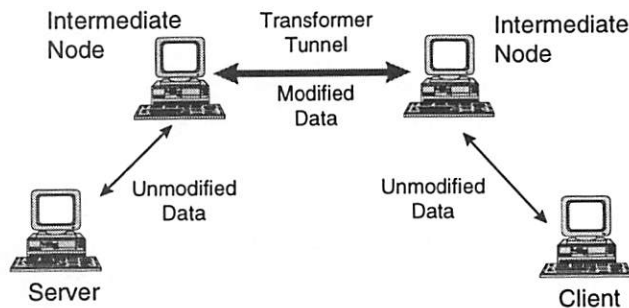 Intermediate
Node
Transformer
Tunnel
Modified
Data
Intermediate
Node
Unmodified
Data
Unmodified
Data
Server
Client